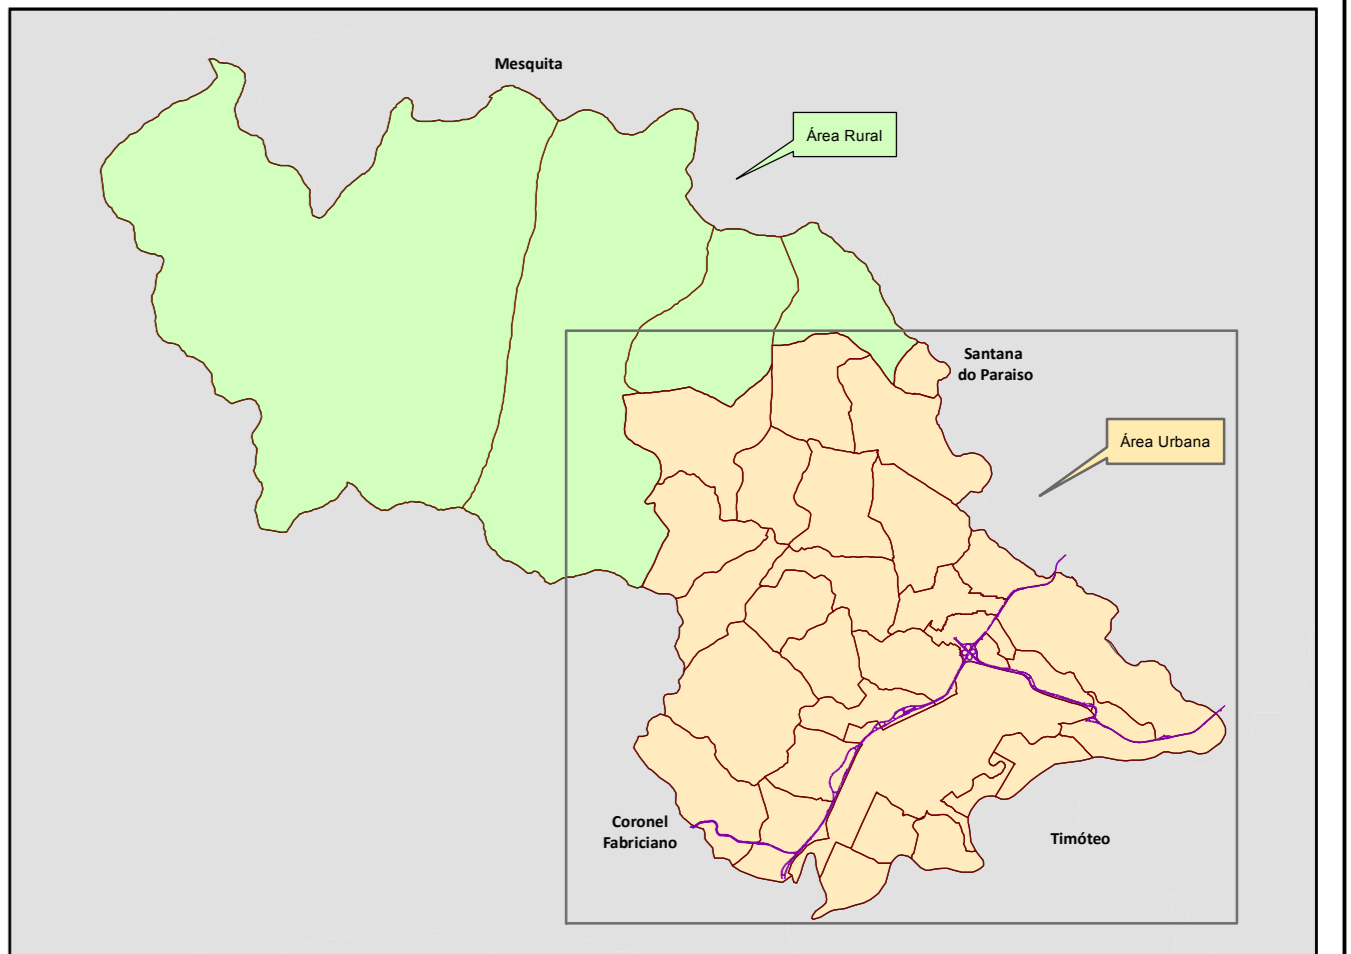 Mesquita
Área Rural
Santana
do Paraiso
Área Urbana
Coronel
Fabriciano
Timóteo